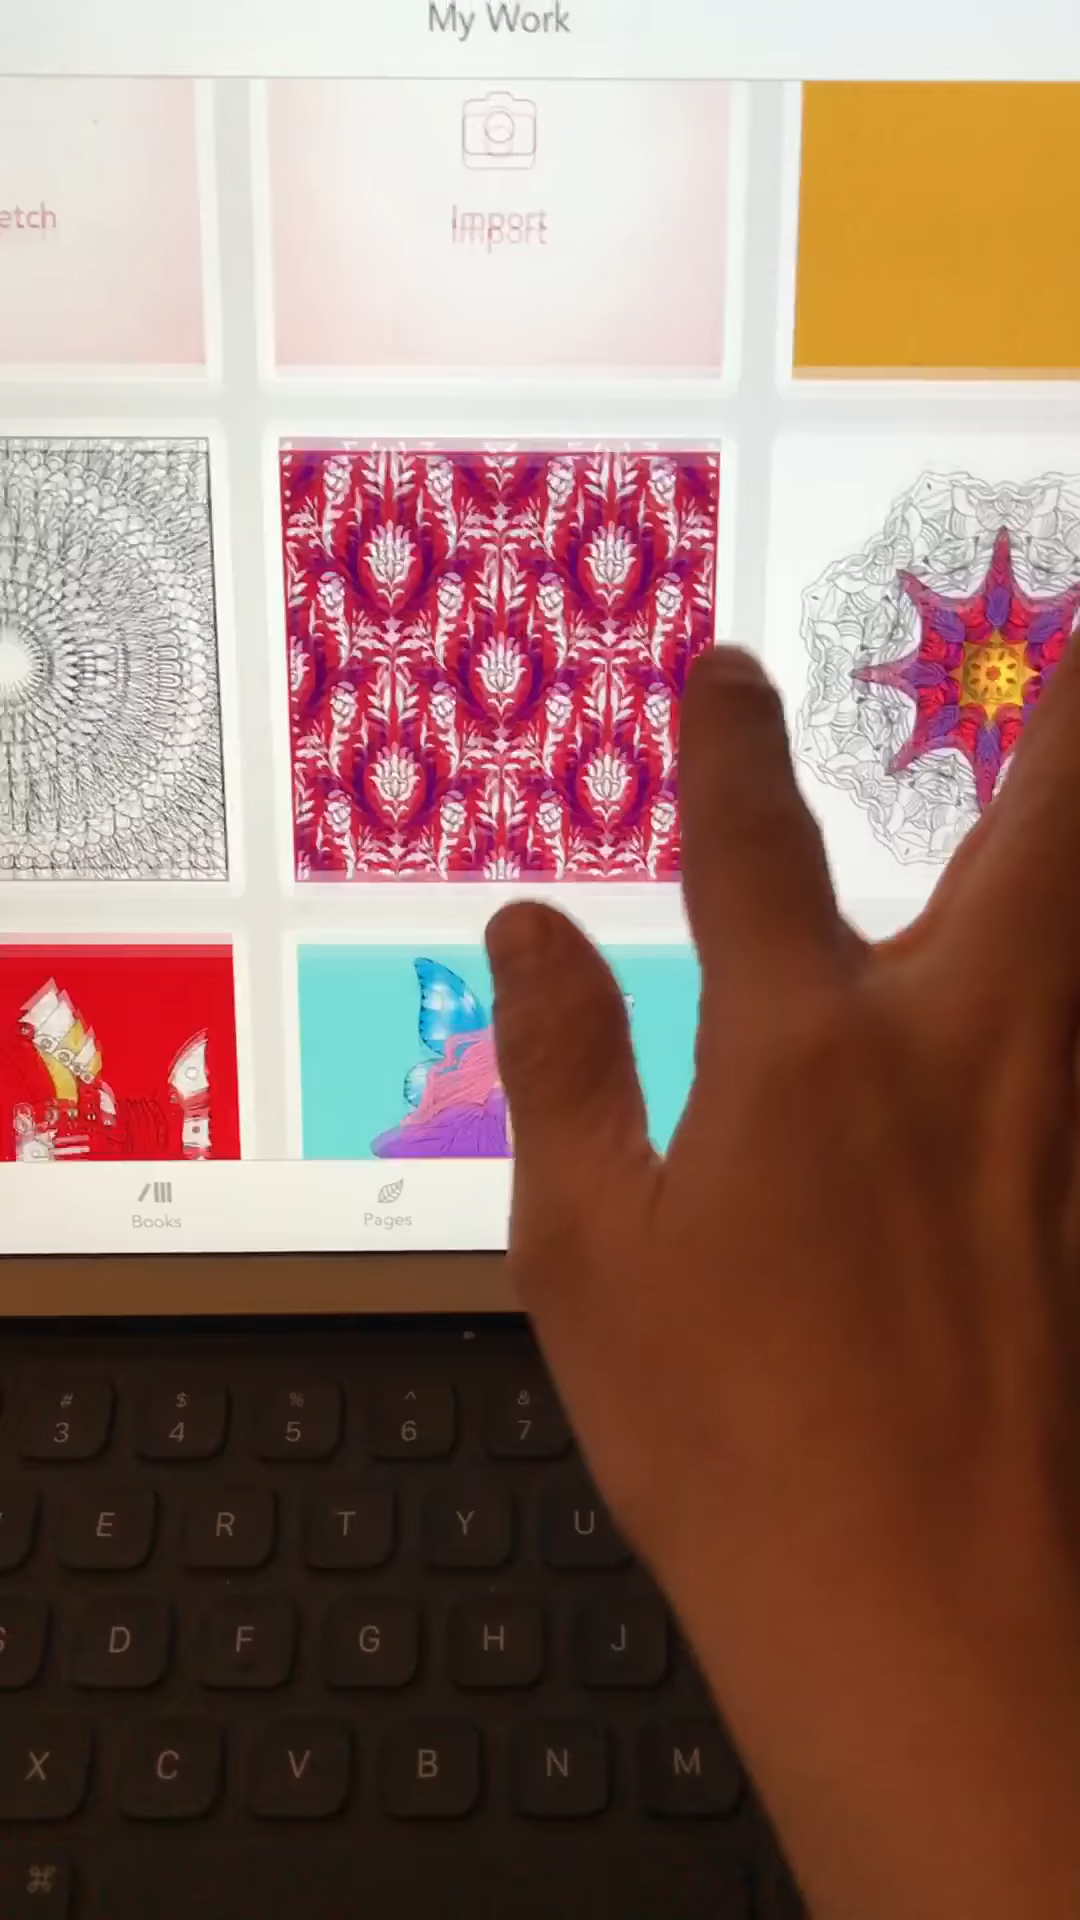 My Work
etch
Import
Books
Pages
# $ % ^ &
3 4 5 6 7
E R T Y U
S D F G H J
X C V B N M
⌘